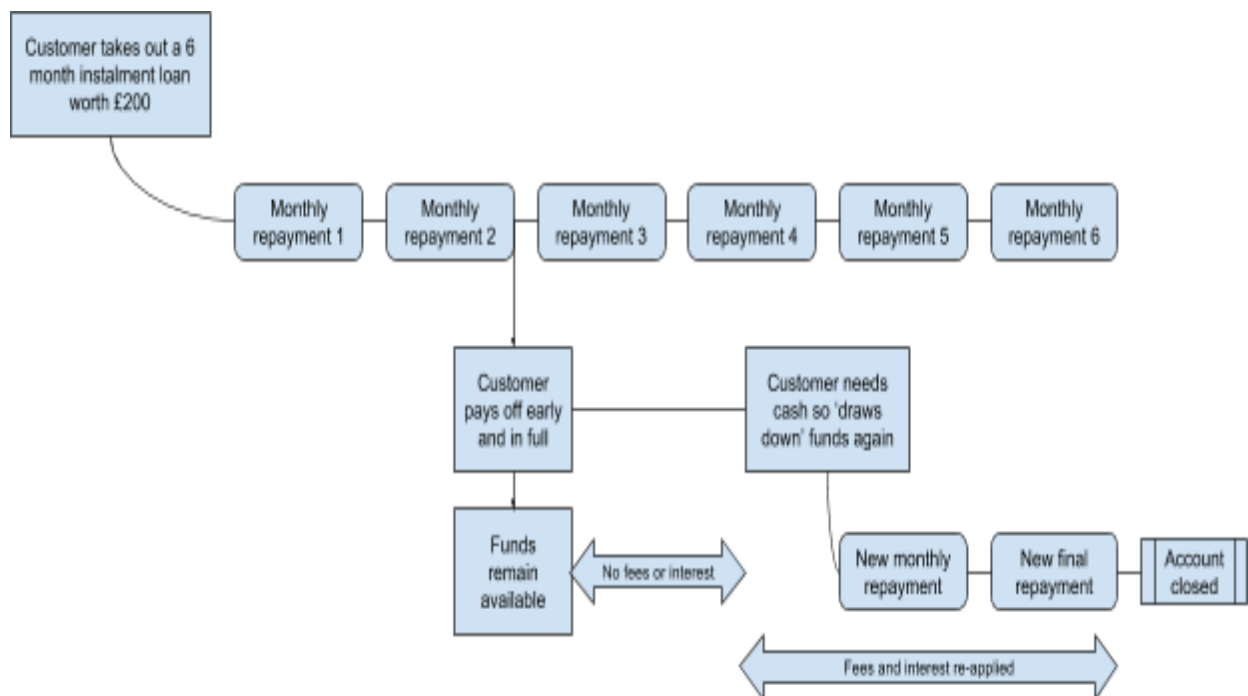 Customer takes out a 6
month instalment loan
worth £200
Monthly
repayment 1
Monthly
repayment 2
Monthly
repayment 3
Monthly
repayment 4
Monthly
repayment 5
Monthly
repayment 6
Customer
pays off early
and in full
Customer needs
cash so ‘draws
down’ funds again
Funds
remain
available
No fees or interest
New monthly
repayment
New final
repayment
Account
closed
Fees and interest re-applied